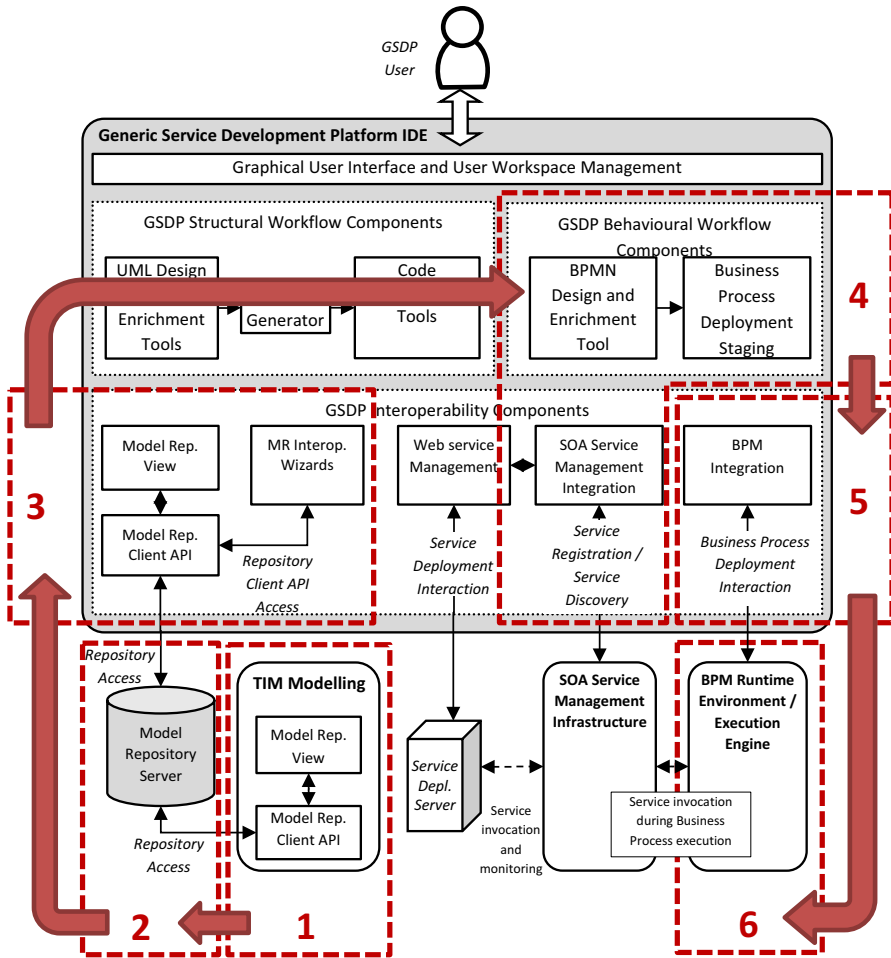 GSDP
User
Generic Service Development Platform IDE
Graphical User Interface and User Workspace Management
GSDP Structural Workflow Components
UML Design
Enrichment
Tools
Generator
Code
Tools
GSDP Behavioural Workflow
Components
BPMN
Design and
Enrichment
Tool
Business
Process
Deployment
Staging
4
GSDP Interoperability Components
3
Model Rep.
View
MR Interop.
Wizards
Model Rep.
Client API
Repository
Client API
Access
Web service
Management
SOA Service
Management
Integration
BPM
Integration
5
Service
Deployment
Interaction
Service
Registration /
Service
Discovery
Business Process
Deployment
Interaction
Repository
Access
Model
Repository
Server
Repository
Access
2
TIM Modelling
Model Rep.
View
Model Rep.
Client API
1
Service
Depl.
Server
Service
invocation
and
monitoring
SOA Service
Management
Infrastructure
BPM Runtime
Environment /
Execution
Engine
Service invocation
during Business
Process execution
6